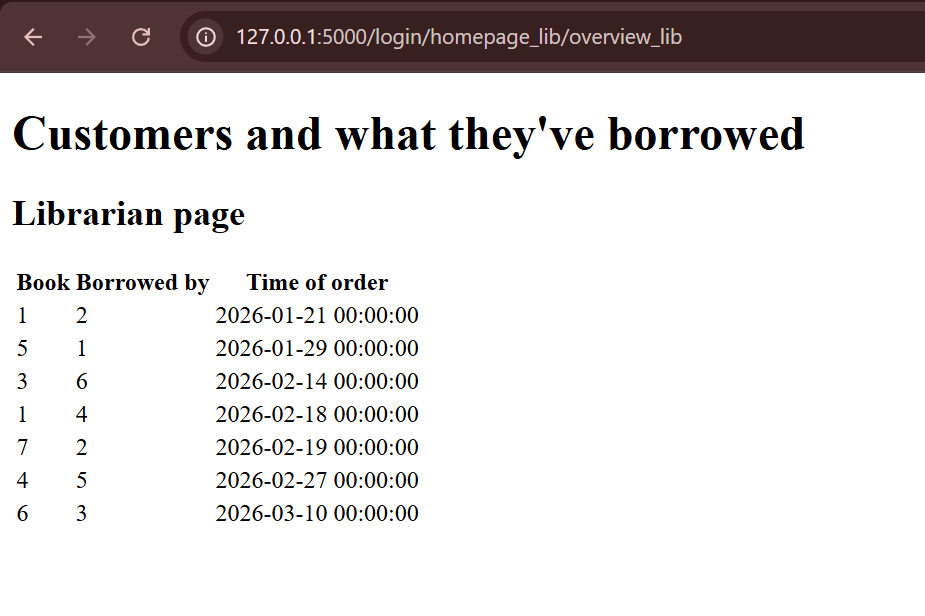 127.0.0.1:5000/login/homepage_lib/overview_lib
Customers and what they've borrowed
Librarian page
Book Borrowed by Time of order
1 2 2026-01-21 00:00:00
5 1 2026-01-29 00:00:00
3 6 2026-02-14 00:00:00
1 4 2026-02-18 00:00:00
7 2 2026-02-19 00:00:00
4 5 2026-02-27 00:00:00
6 3 2026-03-10 00:00:00